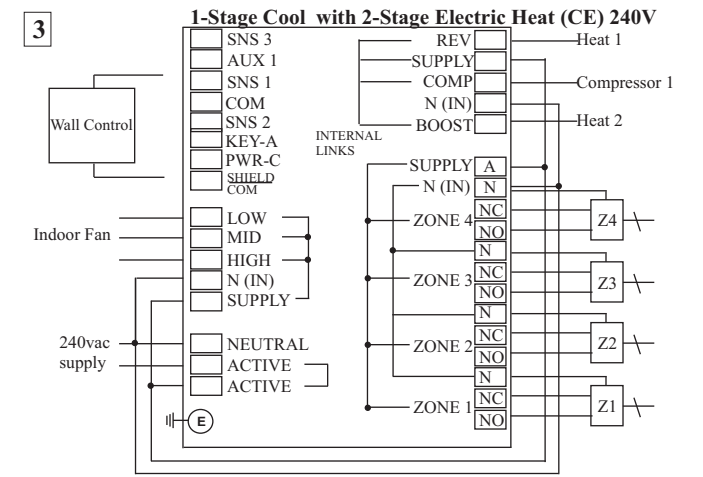 3
1-Stage Cool with 2-Stage Electric Heat (CE) 240V
SNS 3
AUX 1
SNS 1
COM
SNS 2
KEY-A
PWR-C
SHIELD
COM
Wall Control
LOW
MID
HIGH
N (IN)
SUPPLY
Indoor Fan
240vac
supply
NEUTRAL
ACTIVE
ACTIVE
E
INTERNAL
LINKS
REV
SUPPLY
COMP
N (IN)
BOOST
Heat 1
Compressor 1
Heat 2
SUPPLY A
N (IN) N
ZONE 4
NC
NO
N
Z4
ZONE 3
NC
NO
N
Z3
ZONE 2
NC
NO
N
Z2
ZONE 1
NC
NO
Z1